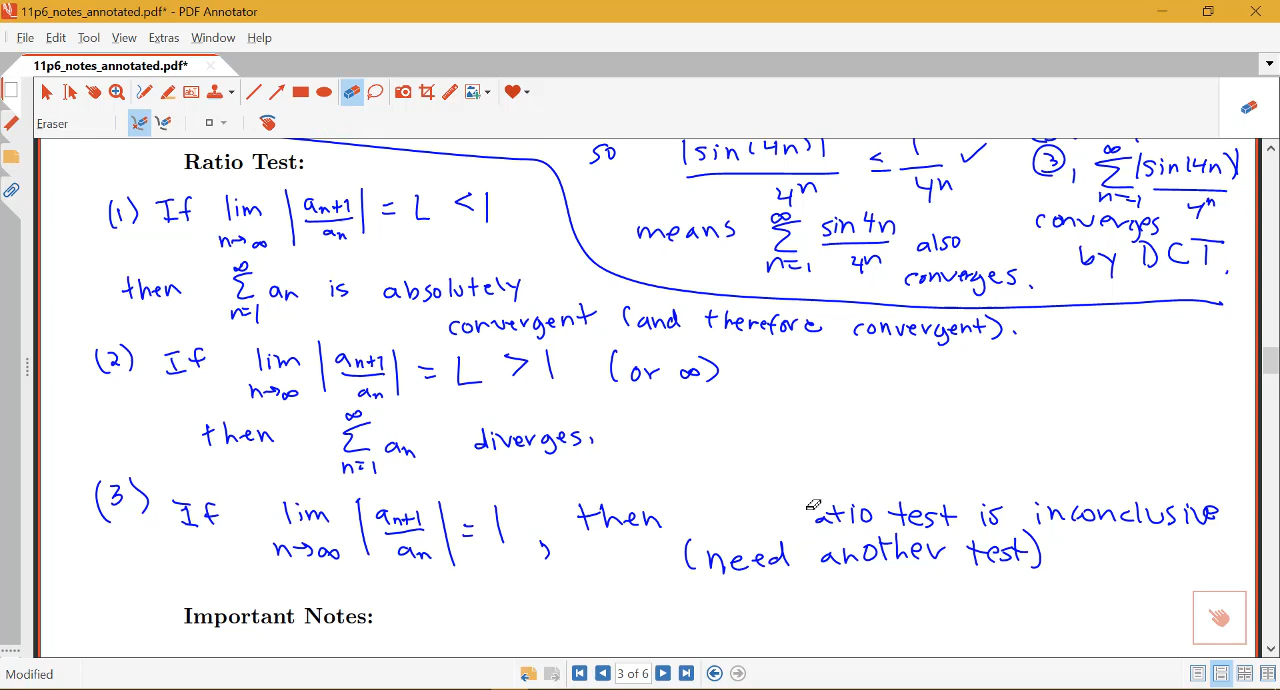 11p6_notes_annotated.pdf* - PDF Annotator
File Edit Tool View Extras Window Help
11p6_notes_annotated.pdf*
Eraser
Ratio Test:
so |sin(4n)| / 4^n ≤ 1 / 4^n ✓
means ∑_{n=1}^{∞} sin 4n / 4^n also
converges.
③, ∑_{n=1}^{∞} |sin(4n)| / 4^n
converges
by DCT.
(1) If lim_{n→∞} |a_{n+1} / a_n| = L < 1
then ∑_{n=1}^{∞} a_n is absolutely
convergent (and therefore convergent).
(2) If lim_{n→∞} |a_{n+1} / a_n| = L > 1 (or ∞)
then ∑_{n=1}^{∞} a_n diverges.
(3) If lim_{n→∞} |a_{n+1} / a_n| = 1, then atio test is inconclusive
(need another test)
Important Notes:
Modified
3 of 6